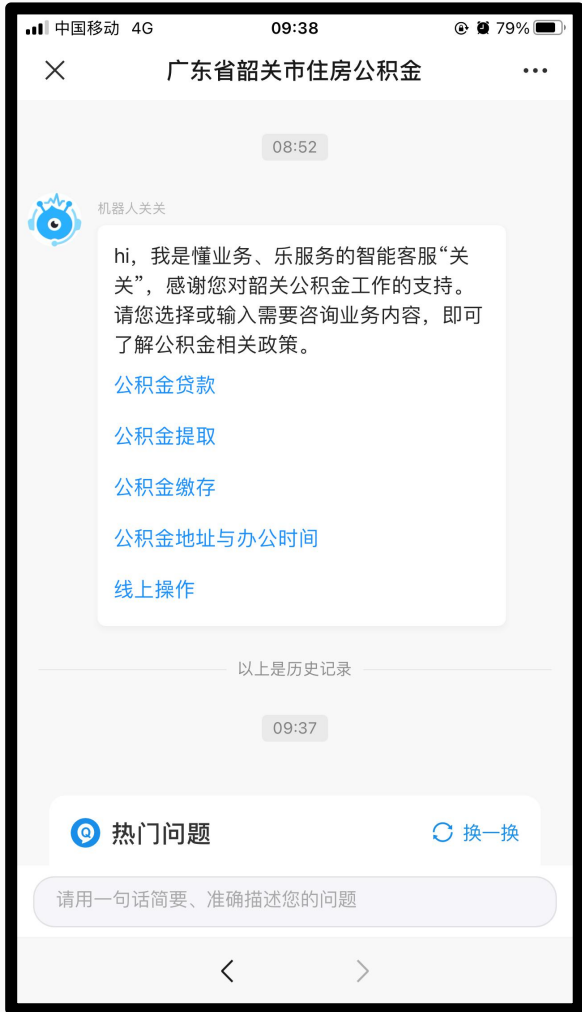 中国移动 4G 09:38 79%
广东省韶关市住房公积金
08:52
机器人关关
hi，我是懂业务、乐服务的智能客服“关
关”，感谢您对韶关公积金工作的支持。
请您选择或输入需要咨询业务内容，即可
了解公积金相关政策。
公积金贷款
公积金提取
公积金缴存
公积金地址与办公时间
线上操作
以上是历史记录
09:37
Q 热门问题 换一换
请用一句话简要、准确描述您的问题